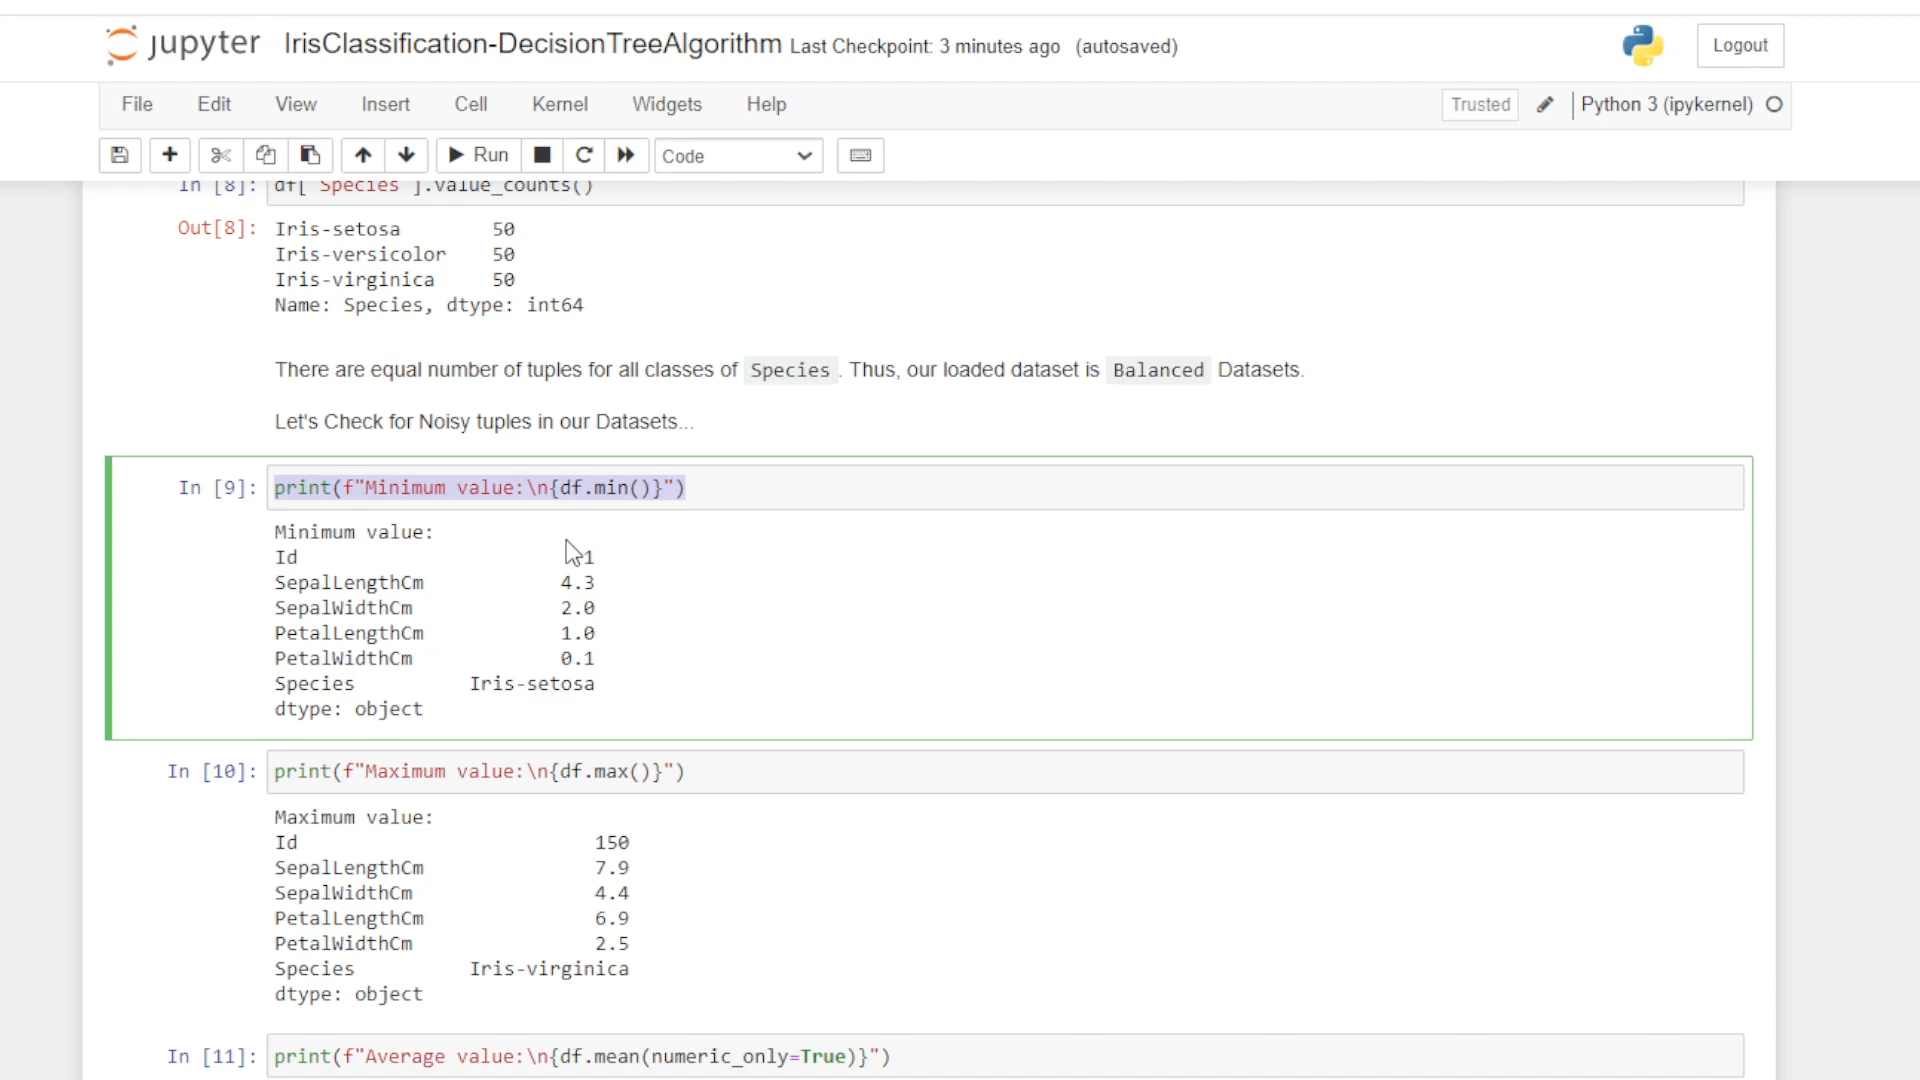 jupyter IrisClassification-DecisionTreeAlgorithm Last Checkpoint: 3 minutes ago (autosaved) Logout
File Edit View Insert Cell Kernel Widgets Help Trusted Python 3 (ipykernel)
Run Code
In [8]: df['Species'].value_counts()
Out[8]: Iris-setosa 50
Iris-versicolor 50
Iris-virginica 50
Name: Species, dtype: int64
There are equal number of tuples for all classes of Species. Thus, our loaded dataset is Balanced Datasets.
Let's Check for Noisy tuples in our Datasets...
In [9]: print(f"Minimum value:\n{df.min()}")
Minimum value:
Id 1
SepalLengthCm 4.3
SepalWidthCm 2.0
PetalLengthCm 1.0
PetalWidthCm 0.1
Species Iris-setosa
dtype: object
In [10]: print(f"Maximum value:\n{df.max()}")
Maximum value:
Id 150
SepalLengthCm 7.9
SepalWidthCm 4.4
PetalLengthCm 6.9
PetalWidthCm 2.5
Species Iris-virginica
dtype: object
In [11]: print(f"Average value:\n{df.mean(numeric_only=True)}")